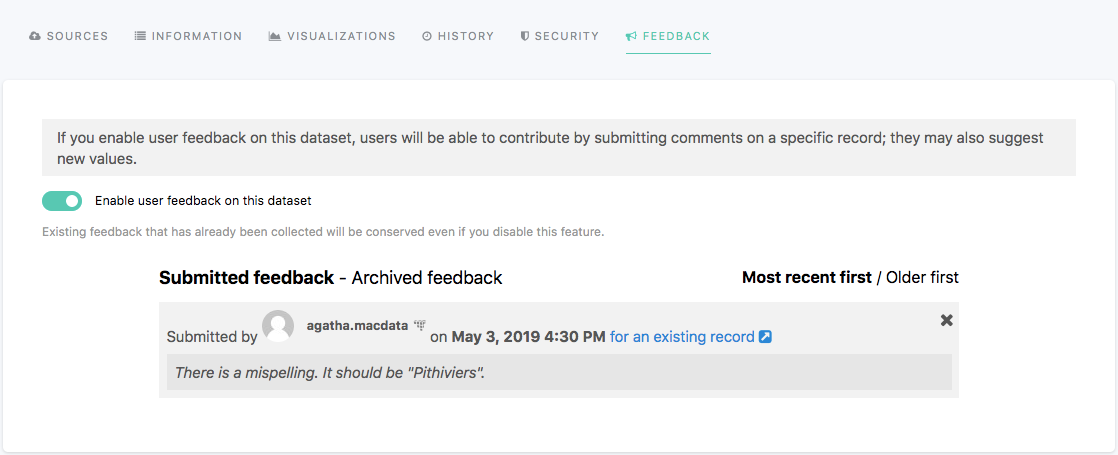 SOURCES INFORMATION VISUALIZATIONS HISTORY SECURITY FEEDBACK
If you enable user feedback on this dataset, users will be able to contribute by submitting comments on a specific record; they may also suggest
new values.
Enable user feedback on this dataset
Existing feedback that has already been collected will be conserved even if you disable this feature.
Submitted feedback - Archived feedback Most recent first / Older first
Submitted by agatha.macdata on May 3, 2019 4:30 PM for an existing record
There is a mispelling. It should be "Pithiviers".